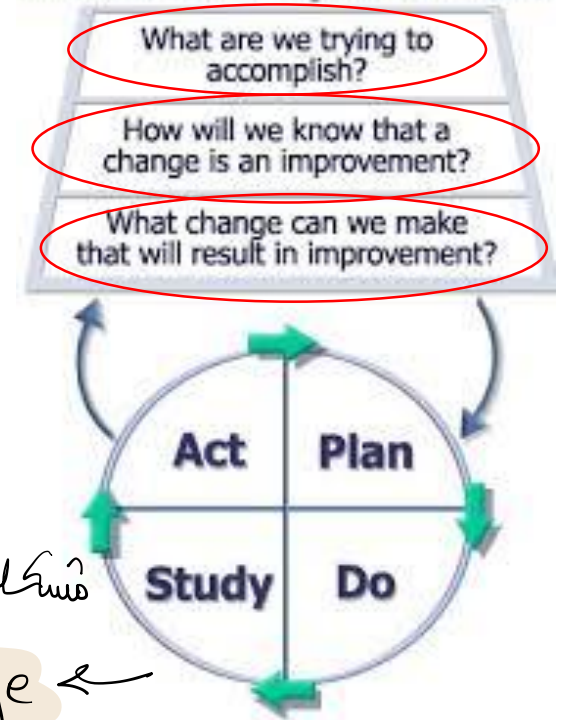 What are we trying to
accomplish?
How will we know that a
change is an improvement?
What change can we make
that will result in improvement?
Act
Plan
Study
Do